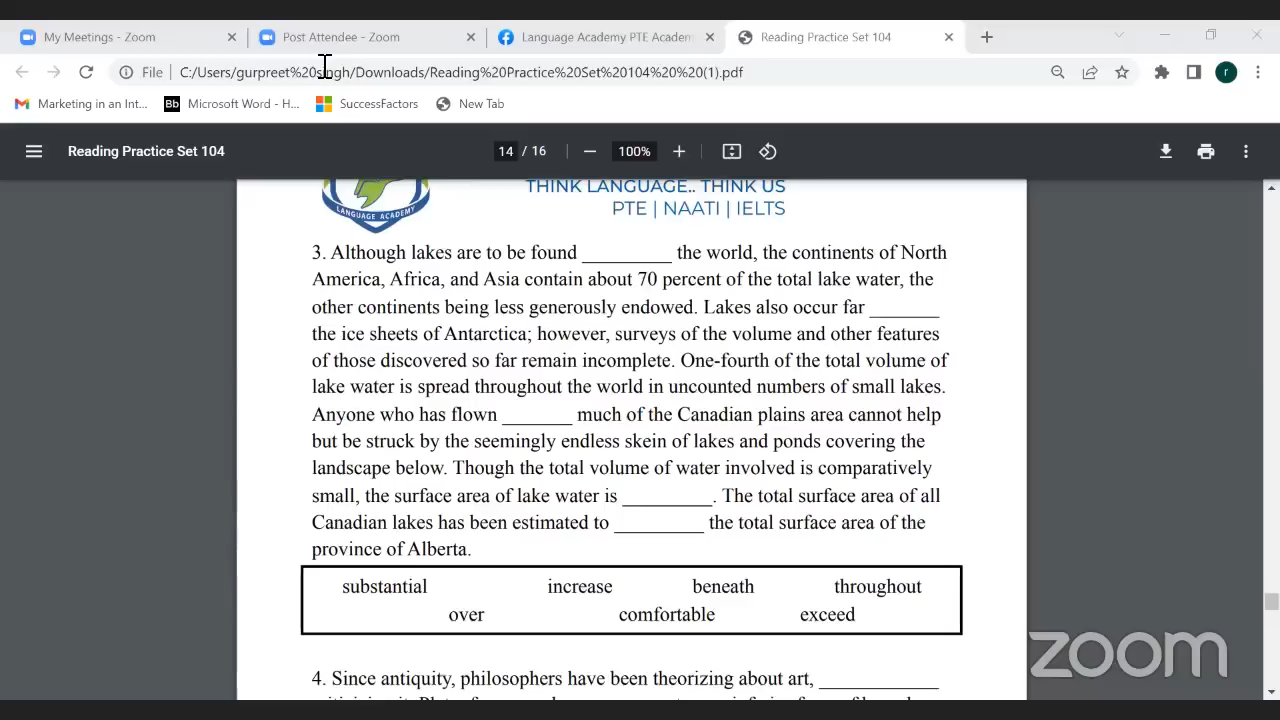 My Meetings - Zoom
Post Attendee - Zoom
Language Academy PTE Academ
Reading Practice Set 104
File
C:/Users/gurpreet%20singh/Downloads/Reading%20Practice%20Set%20104%20%20(1).pdf
r
Marketing in an Int...
Bb Microsoft Word - H...
SuccessFactors
New Tab
Reading Practice Set 104
14 / 16
100%
LANGUAGE ACADEMY
THINK LANGUAGE.. THINK US
PTE | NAATI | IELTS
3. Although lakes are to be found _________ the world, the continents of North
America, Africa, and Asia contain about 70 percent of the total lake water, the
other continents being less generously endowed. Lakes also occur far _______
the ice sheets of Antarctica; however, surveys of the volume and other features
of those discovered so far remain incomplete. One-fourth of the total volume of
lake water is spread throughout the world in uncounted numbers of small lakes.
Anyone who has flown _______ much of the Canadian plains area cannot help
but be struck by the seemingly endless skein of lakes and ponds covering the
landscape below. Though the total volume of water involved is comparatively
small, the surface area of lake water is _________. The total surface area of all
Canadian lakes has been estimated to _________ the total surface area of the
province of Alberta.
substantial increase beneath throughout
over comfortable exceed
4. Since antiquity, philosophers have been theorizing about art, ____________
zoom